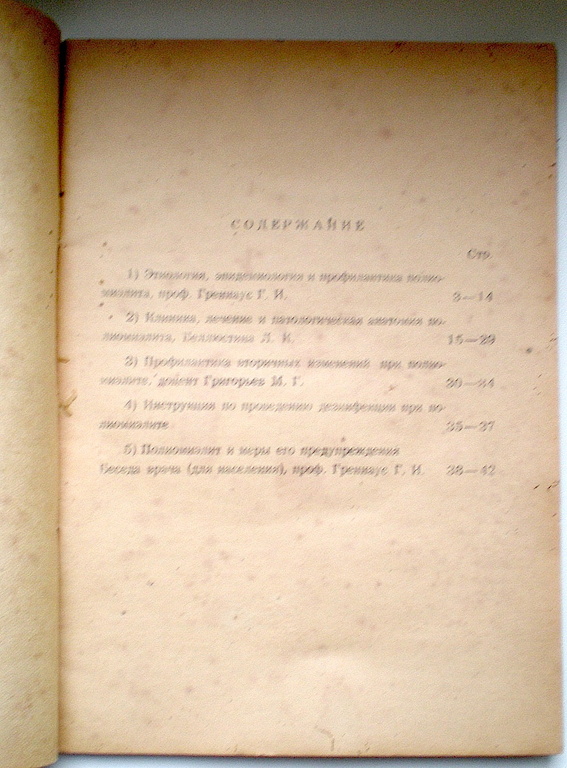 СОДЕРЖАНИЕ
Стр.
1) Этиология, эпидемиология и профилактика полио-
миэлита, проф. Гренцаус Г. И. 3—14
2) Клиника, лечение и патологическая анатомия по-
лиомиэлита, Л. К. 15—29
3) Профилактика вторичных изменений при полио-
миэлите, доцент Григорьев М. Г. 30—34
4) Инструкция по проведению дезинфекции при по-
лиомиэлите 35—37
5) Полиомиэлит и меры его предупреждения
Беседа врача (для населения), проф. Гренцаус Г. И. 38—42